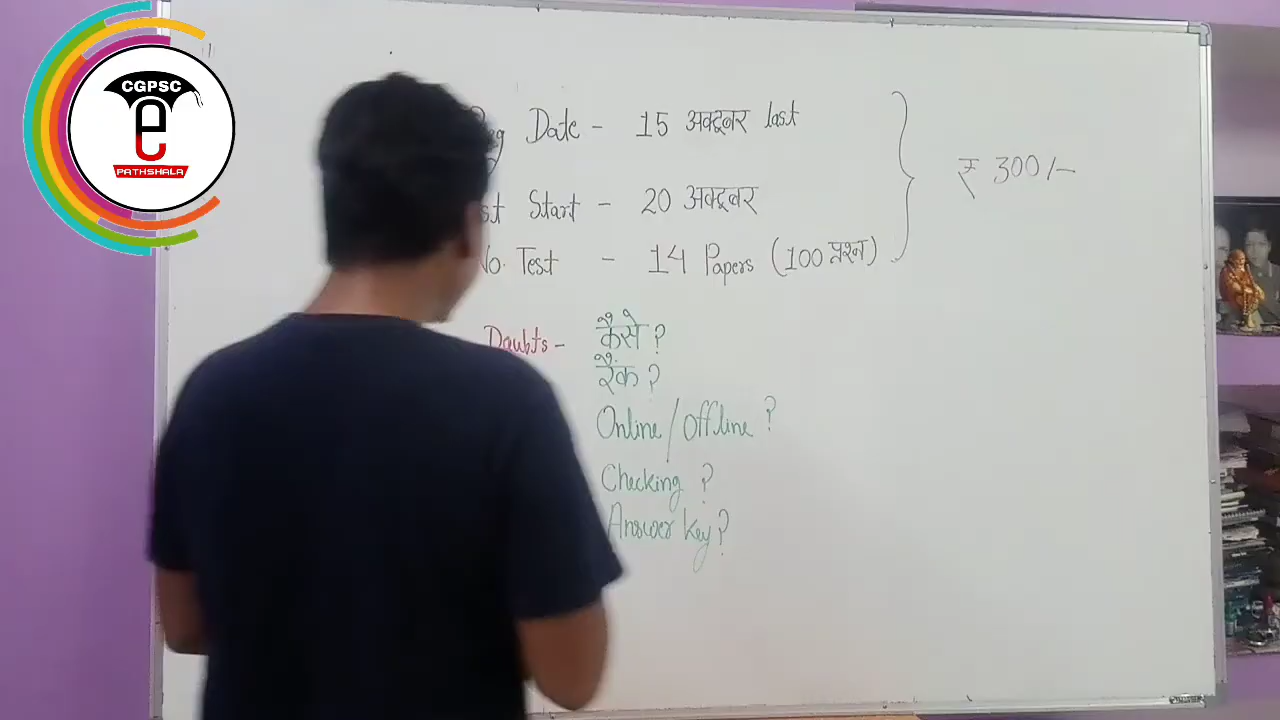 CGPSC
e
PATHSHALA
Date - 15 अक्टूबर last
Start - 20 अक्टूबर
No. Test - 14 Papers (100 प्रश्न)
₹ 300/-
Doubts - कैसे ?
रैंक ?
Online/Offline ?
Checking ?
Answer key ?